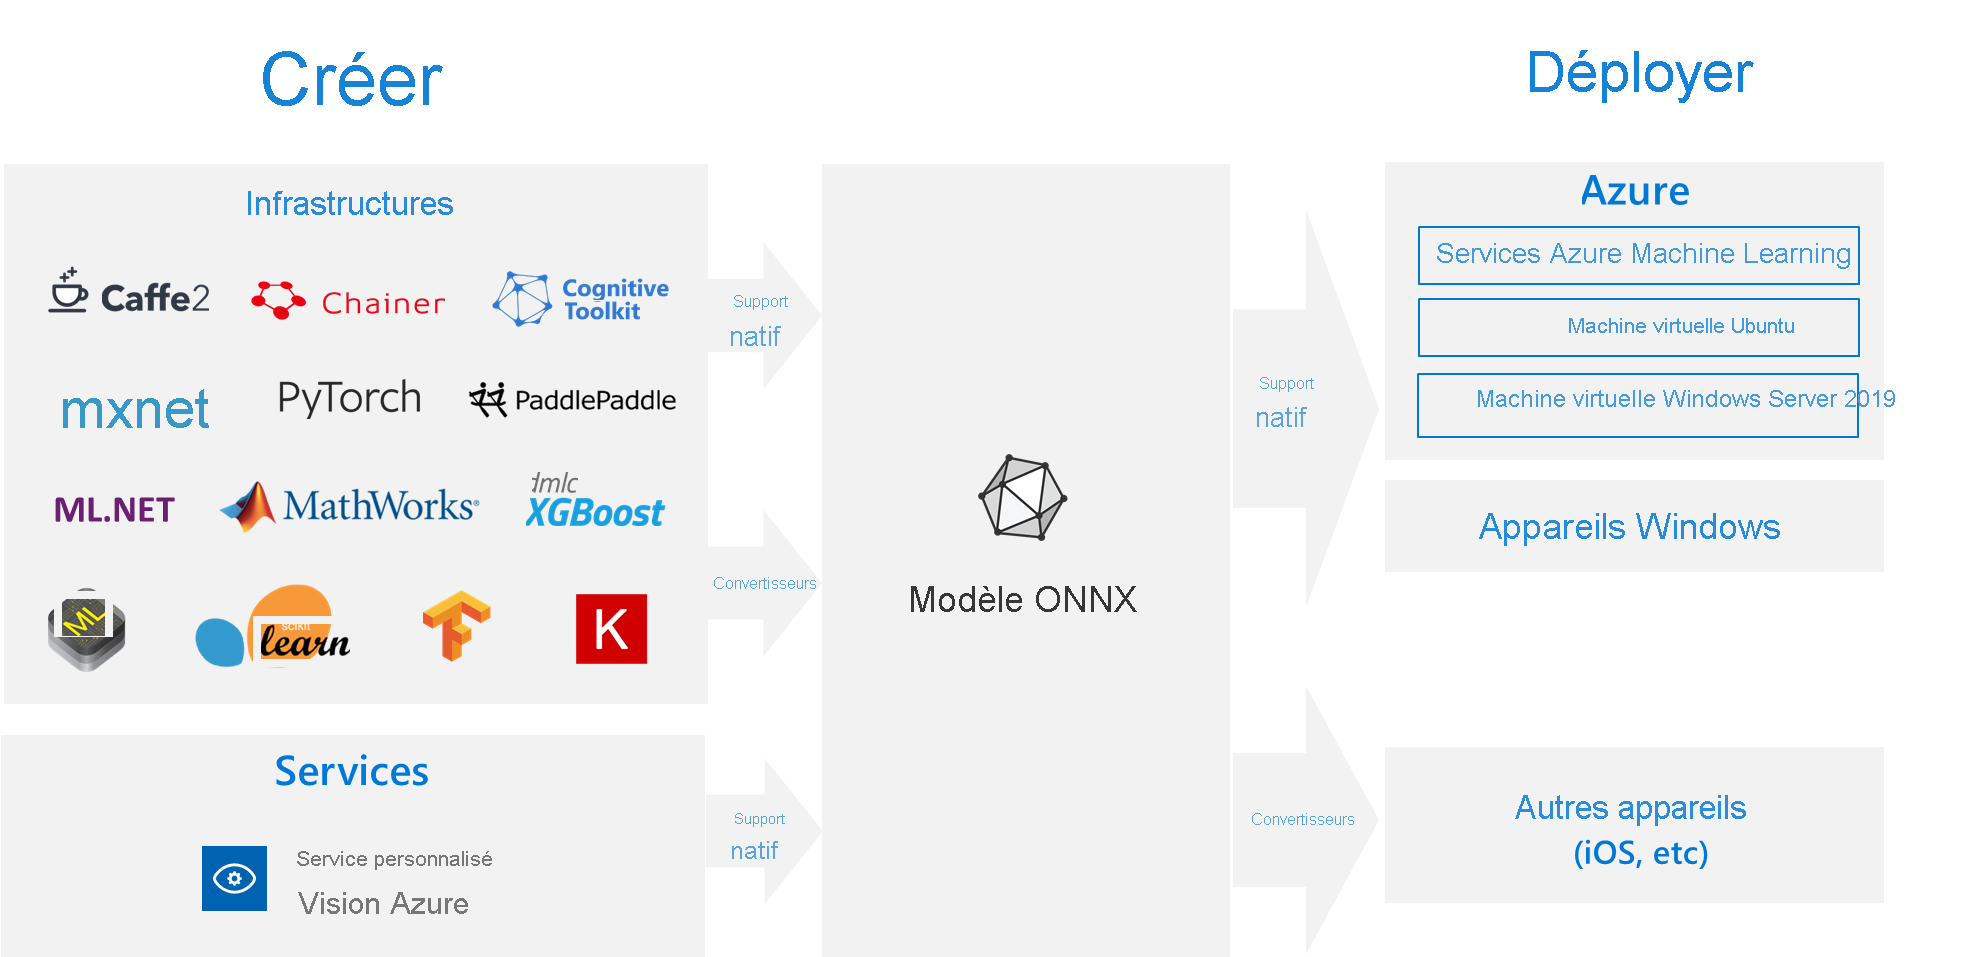 Créer
Déployer
Infrastructures
Caffe2
Chainer
Cognitive
Toolkit
mxnet
PyTorch
PaddlePaddle
ML.NET
MathWorks®
dmlc
XGBoost
ML
scikit
learn
K
Services
Service personnalisé
Vision Azure
Support
natif
Convertisseurs
Support
natif
Modèle ONNX
Support
natif
Convertisseurs
Azure
Services Azure Machine Learning
Machine virtuelle Ubuntu
Machine virtuelle Windows Server 2019
Appareils Windows
Autres appareils
(iOS, etc)